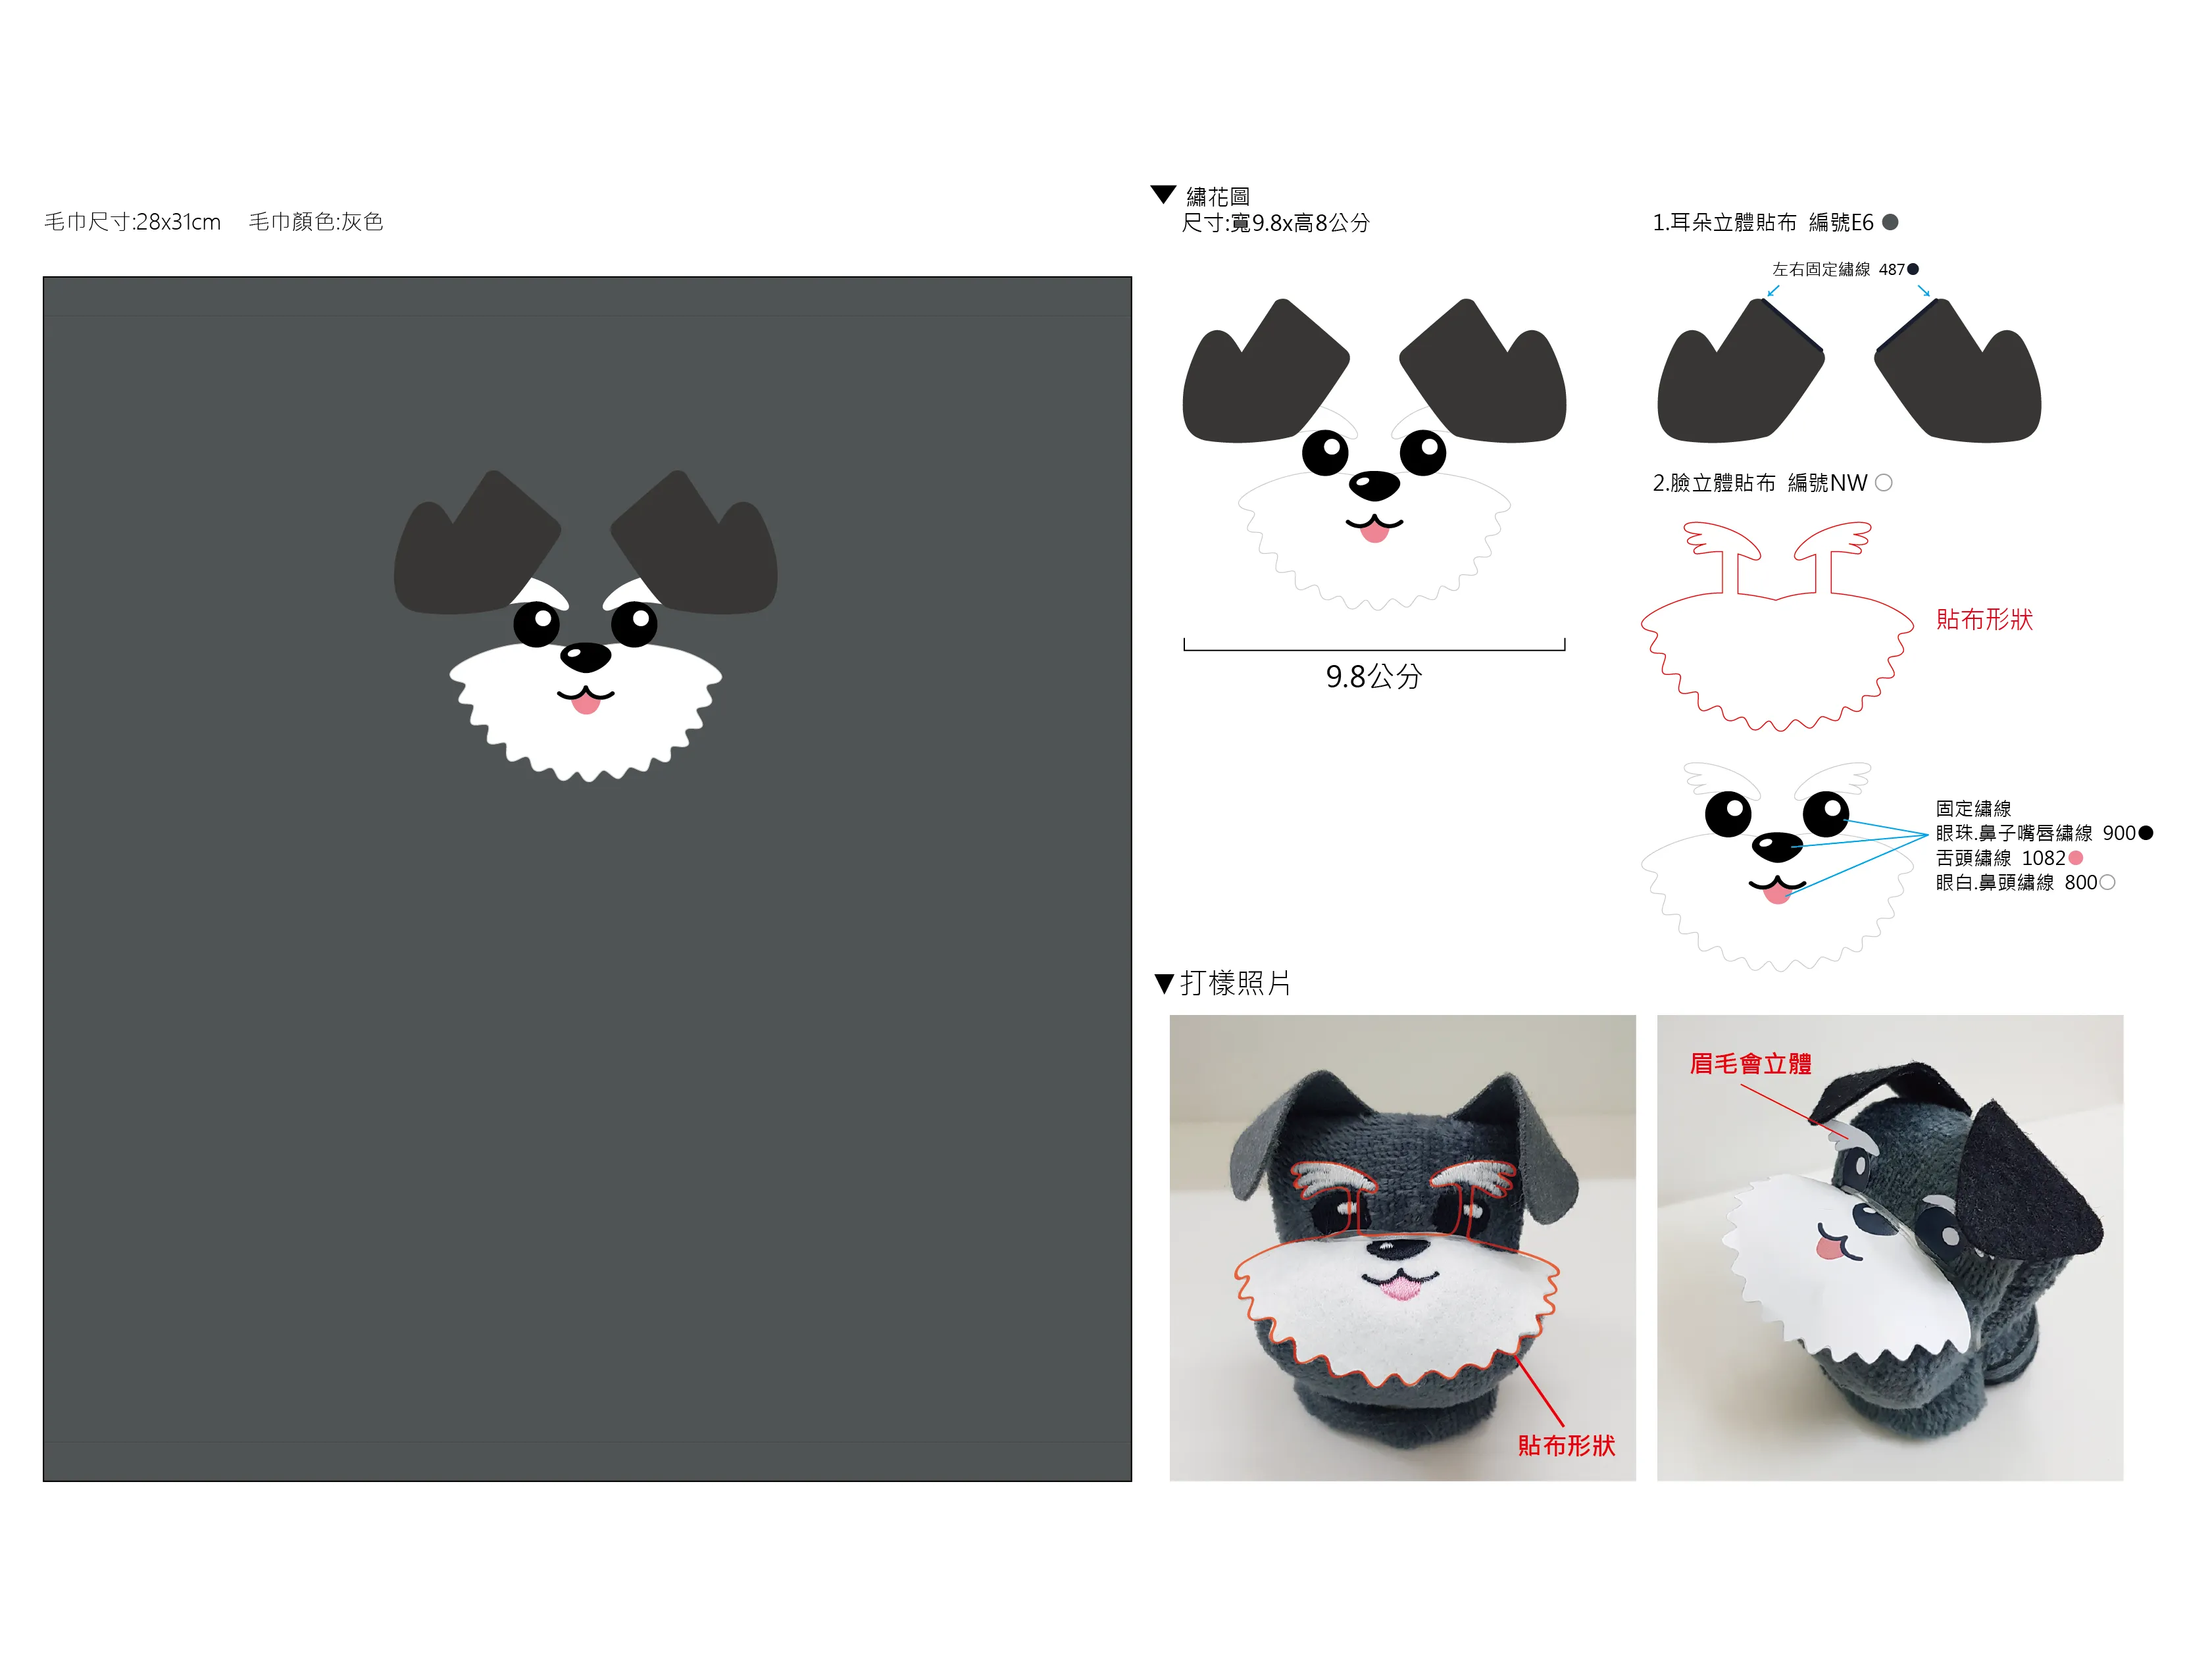 毛巾尺寸:28x31cm 毛巾顏色:灰色
▼ 繡花圖
尺寸:寬9.8x高8公分
9.8公分
1.耳朵立體貼布 編號E6
左右固定繡線 487
2.臉立體貼布 編號NW
貼布形狀
固定繡線
眼珠.鼻子嘴唇繡線 900
舌頭繡線 1082
眼白.鼻頭繡線 800
▼打樣照片
貼布形狀
眉毛會立體